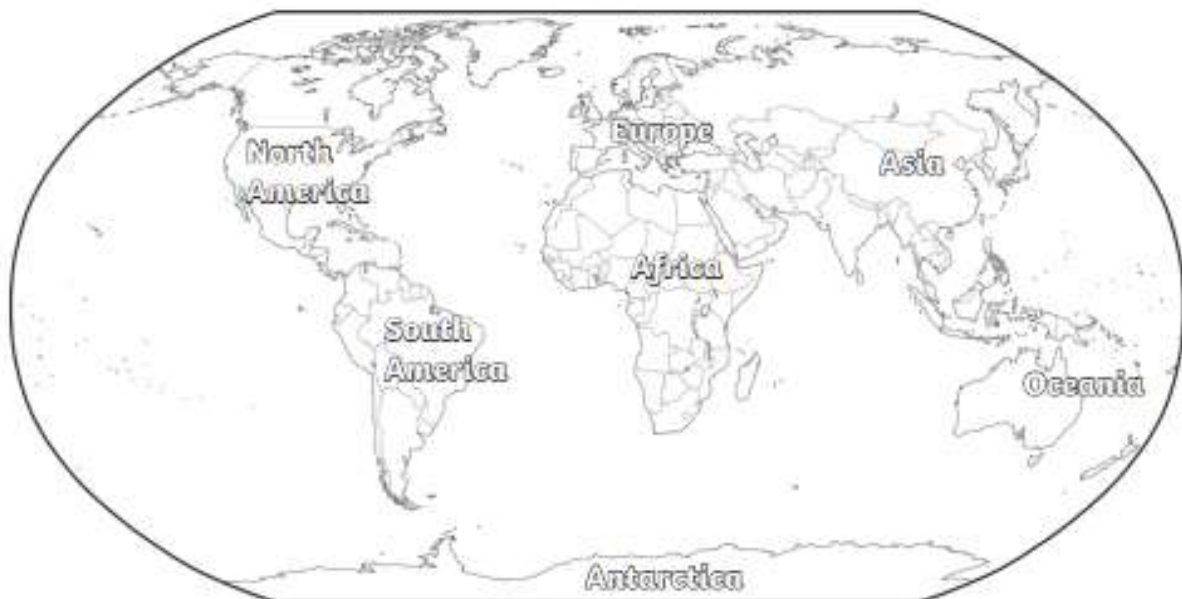 North
America
Europe
Asia
Africa
South
America
Oceania
Antarctica